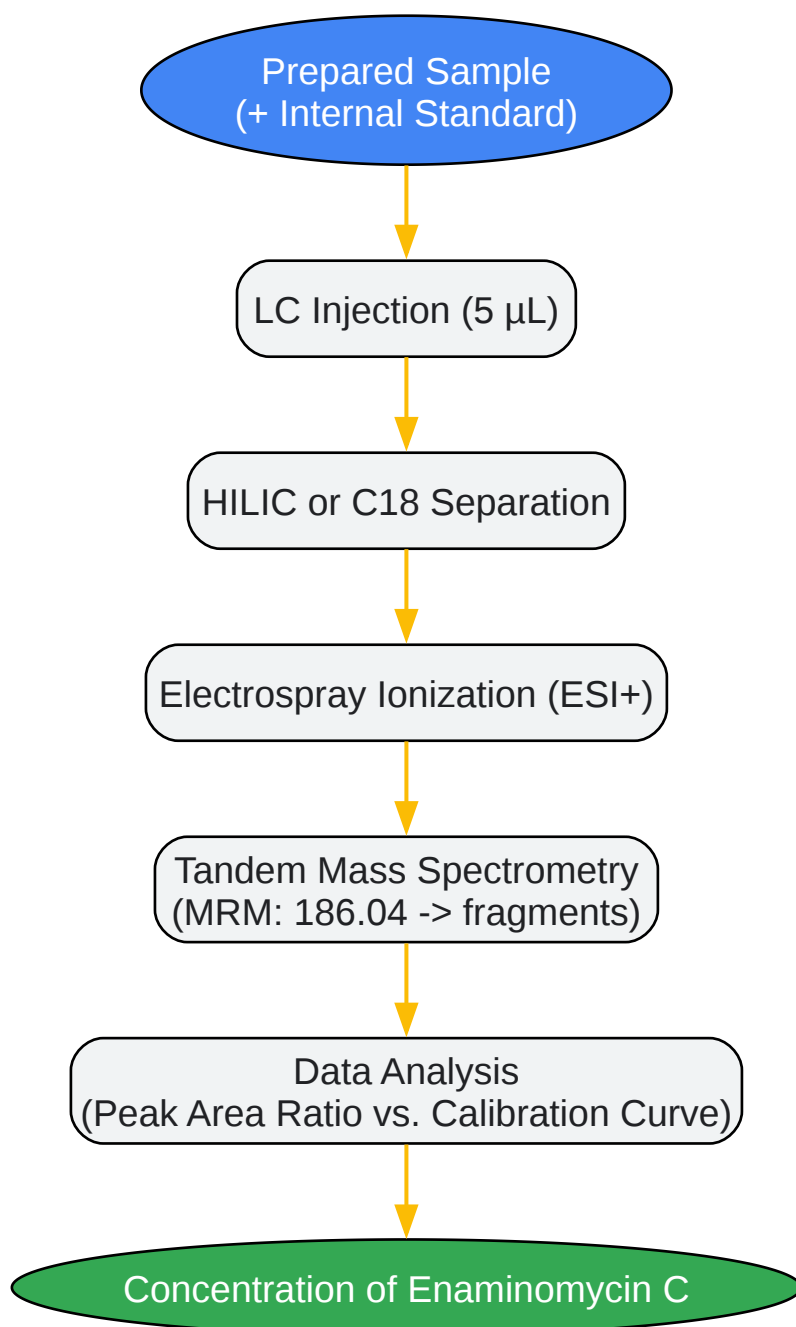 Prepared Sample
(+ Internal Standard)
LC Injection (5 µL)
HILIC or C18 Separation
Electrospray Ionization (ESI+)
Tandem Mass Spectrometry
(MRM: 186.04 -> fragments)
Data Analysis
(Peak Area Ratio vs. Calibration Curve)
Concentration of Enaminomycin C